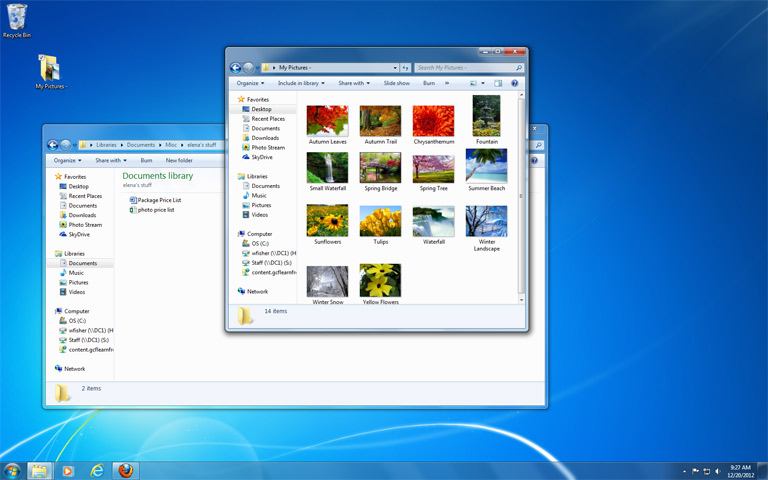 Recycle Bin
My Pictures -
My Pictures -
Search My Pictures -
Organize
Include in library
Share with
Slide show
Burn
»
Favorites
Desktop
Recent Places
Documents
Downloads
Photo Stream
SkyDrive
Libraries
Documents
Music
Pictures
Videos
Computer
OS (C:)
wfisher (\\DC1) (H
Staff (\\DC1) (S:)
content.gcflearnfr
Network
Autumn Leaves
Autumn Trail
Chrysanthemum
Fountain
Small Waterfall
Spring Bridge
Spring Tree
Summer Beach
Sunflowers
Tulips
Waterfall
Winter
Landscape
Winter Snow
Yellow Flowers
14 items
Libraries
Documents
Misc
elena's stuff
Organize
Share with
Burn
New folder
Favorites
Desktop
Recent Places
Documents
Downloads
Photo Stream
SkyDrive
Libraries
Documents
Music
Pictures
Videos
Computer
OS (C:)
wfisher (\\DC1) (H
Staff (\\DC1) (S:)
content.gcflearnfr
Network
Documents library
elena's stuff
Package Price List
photo price list
2 items
9:27 AM
12/20/2012